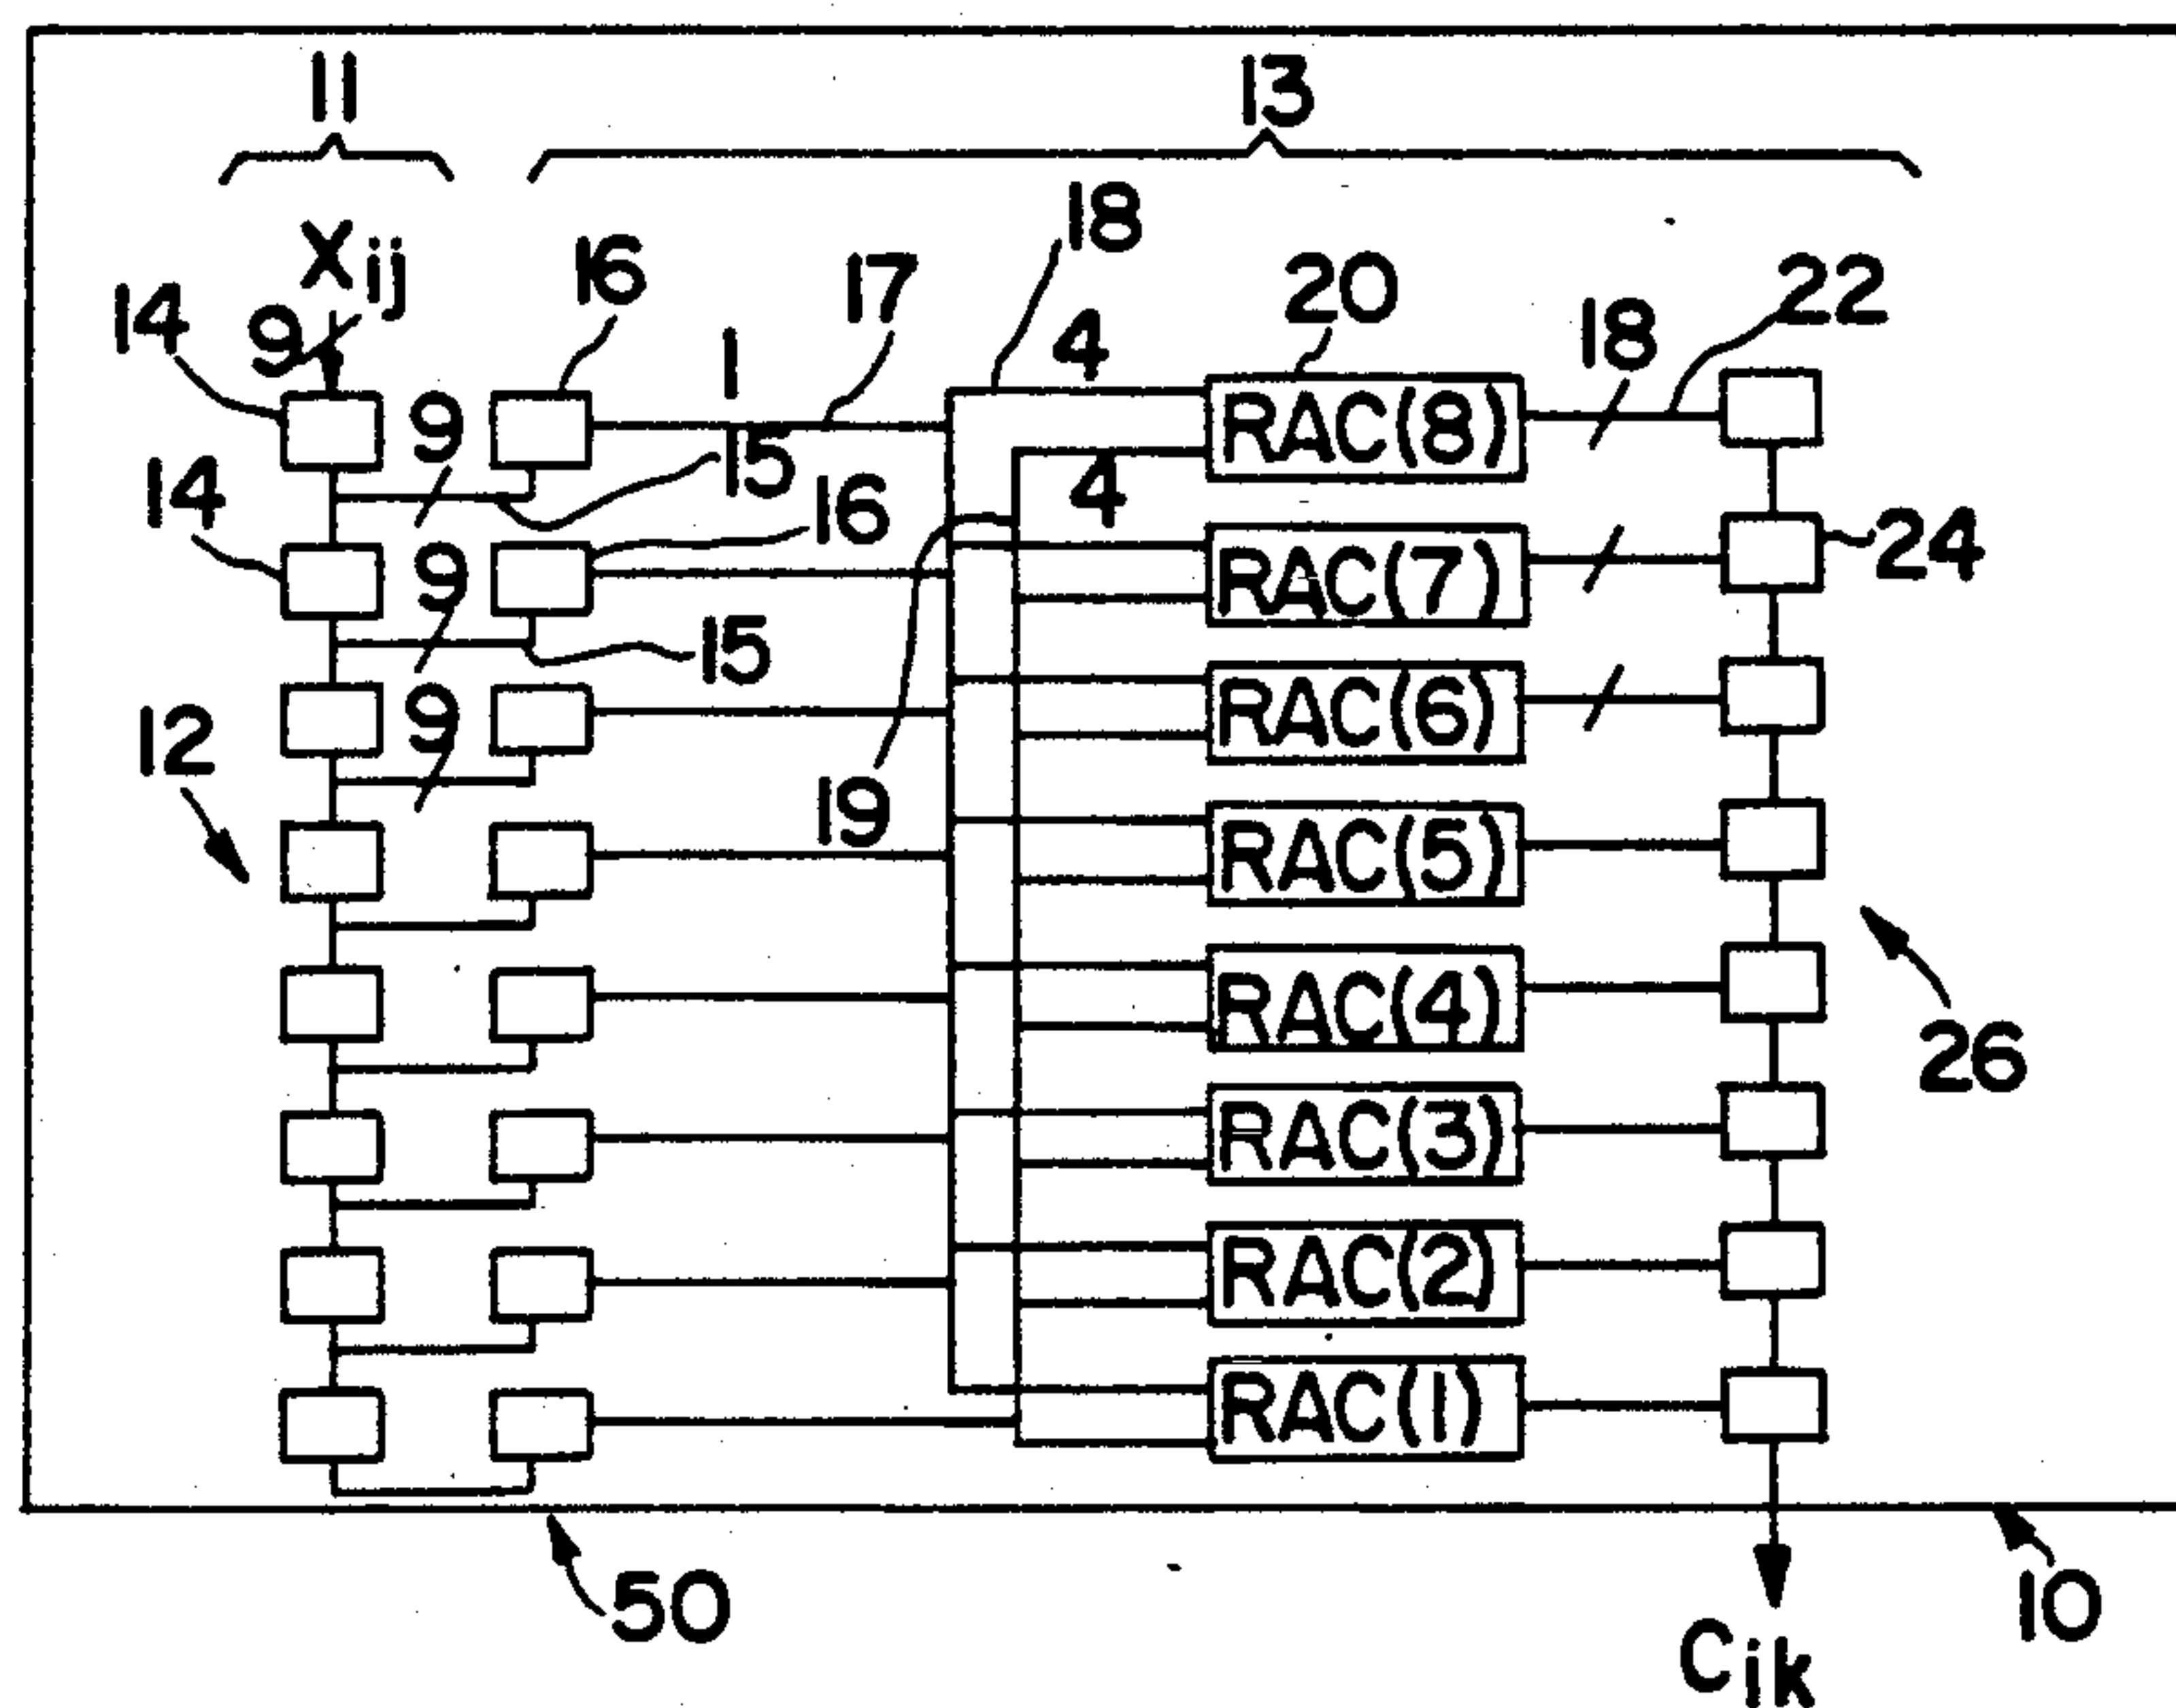 11 13
Xij 16 17 18 20 22
14 9 1 4 18
9 RAC(8)
14 15 16 4
9 RAC(7) 24
15
9 RAC(6)
12 19
RAC(5)
RAC(4) 26
RAC(3)
RAC(2)
RAC(1)
50 10
Cik